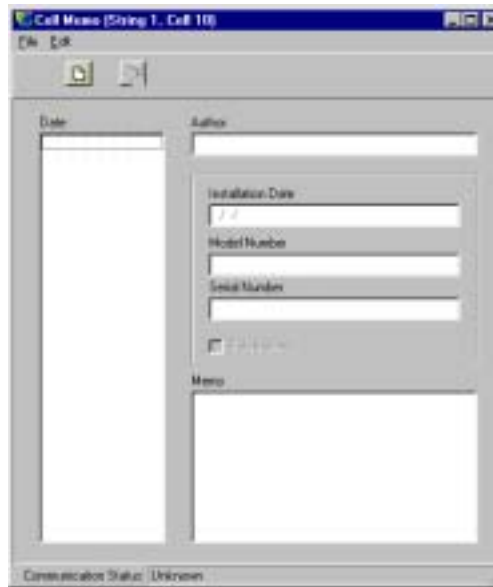 Cell Memo (String 1, Cell 10)
File Edit
Date
Author
Installation Date
/ /
Model Number
Serial Number
Memo
Communication Status Unknown